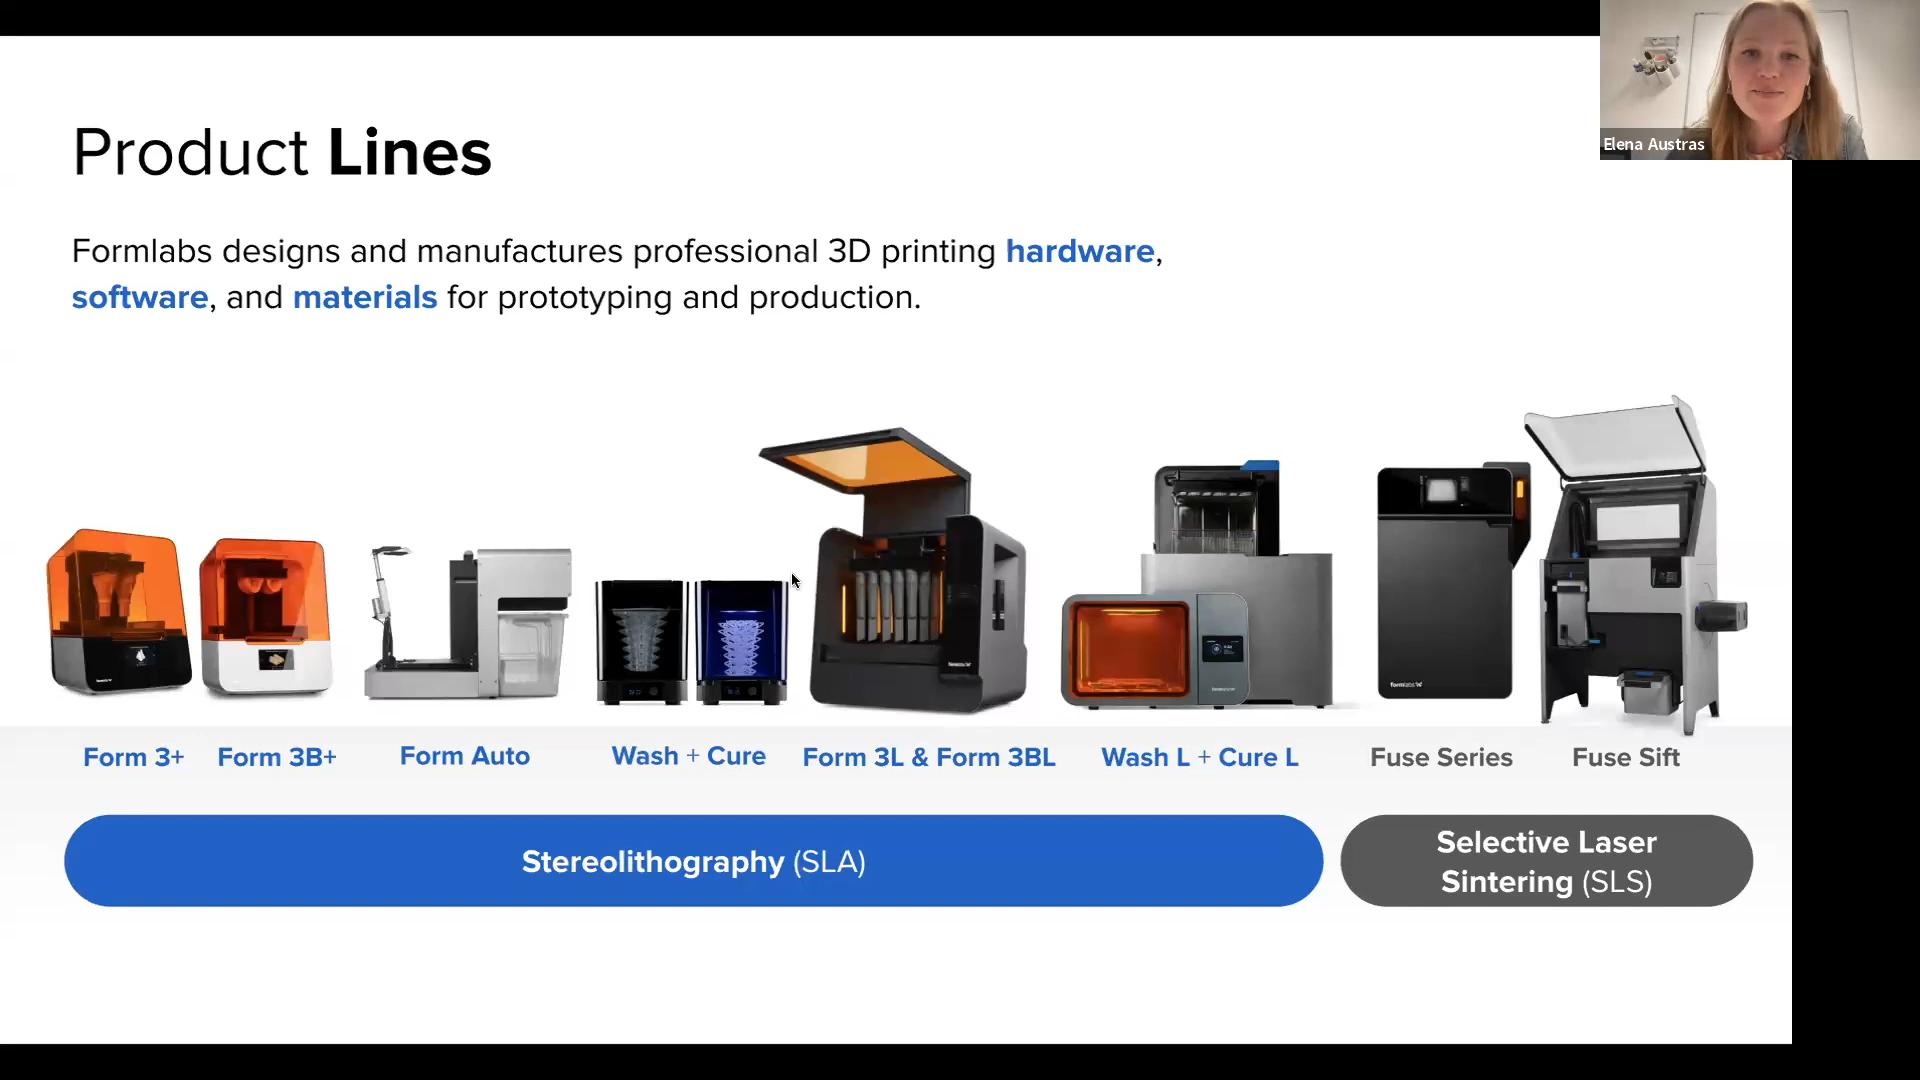 Elena Austras
Product Lines
Formlabs designs and manufactures professional 3D printing hardware,
software, and materials for prototyping and production.
formlabs
Form 3+
Form 3B+
Form Auto
Wash + Cure
Form 3L & Form 3BL
Wash L + Cure L
Fuse Series
Fuse Sift
Stereolithography (SLA)
Selective Laser
Sintering (SLS)